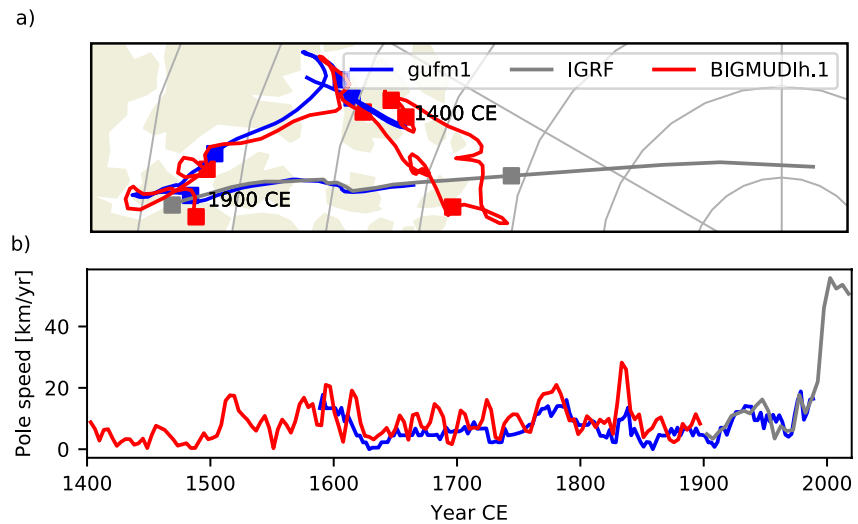 a)
gufm1 IGRF BIGMUDIh.1
1400 CE
1900 CE
b)
Pole speed [km/yr]
40
20
0
1400 1500 1600 1700 1800 1900 2000
Year CE